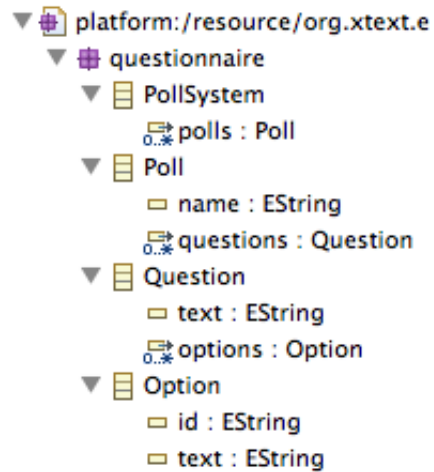 platform:/resource/org.xtext.e
questionnaire
PollSystem
0..* polls : Poll
Poll
name : EString
0..* questions : Question
Question
text : EString
0..* options : Option
Option
id : EString
text : EString